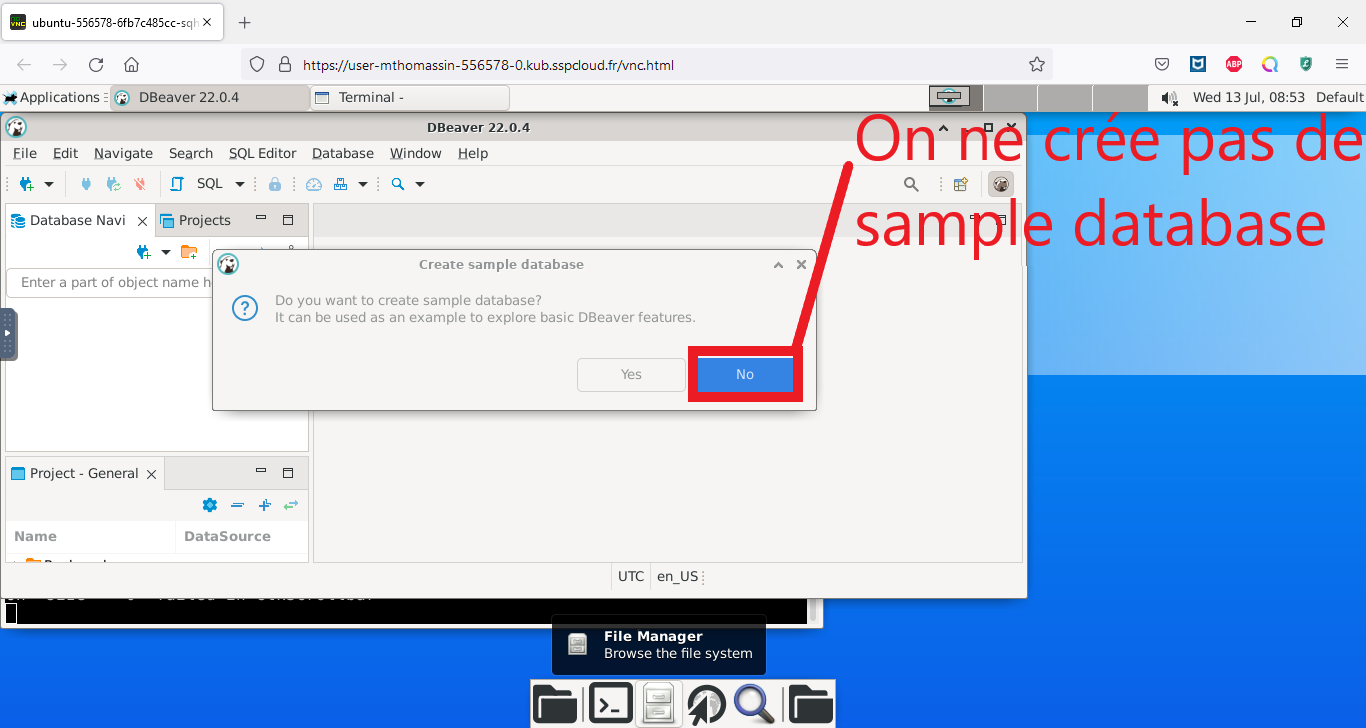 ubuntu-556578-6fb7c485cc-sqh
https://user-mthomassin-556578-0.kub.sspcloud.fr/vnc.html
ABP
Applications
DBeaver 22.0.4
Terminal -
Wed 13 Jul, 08:53
Default
DBeaver 22.0.4
On ne crée pas de
sample database
File Edit Navigate Search SQL Editor Database Window Help
SQL
Database Navi
Projects
Enter a part of object name h
Create sample database
Do you want to create sample database?
It can be used as an example to explore basic DBeaver features.
Yes
No
Project - General
Name
DataSource
UTC
en_US
File Manager
Browse the file system